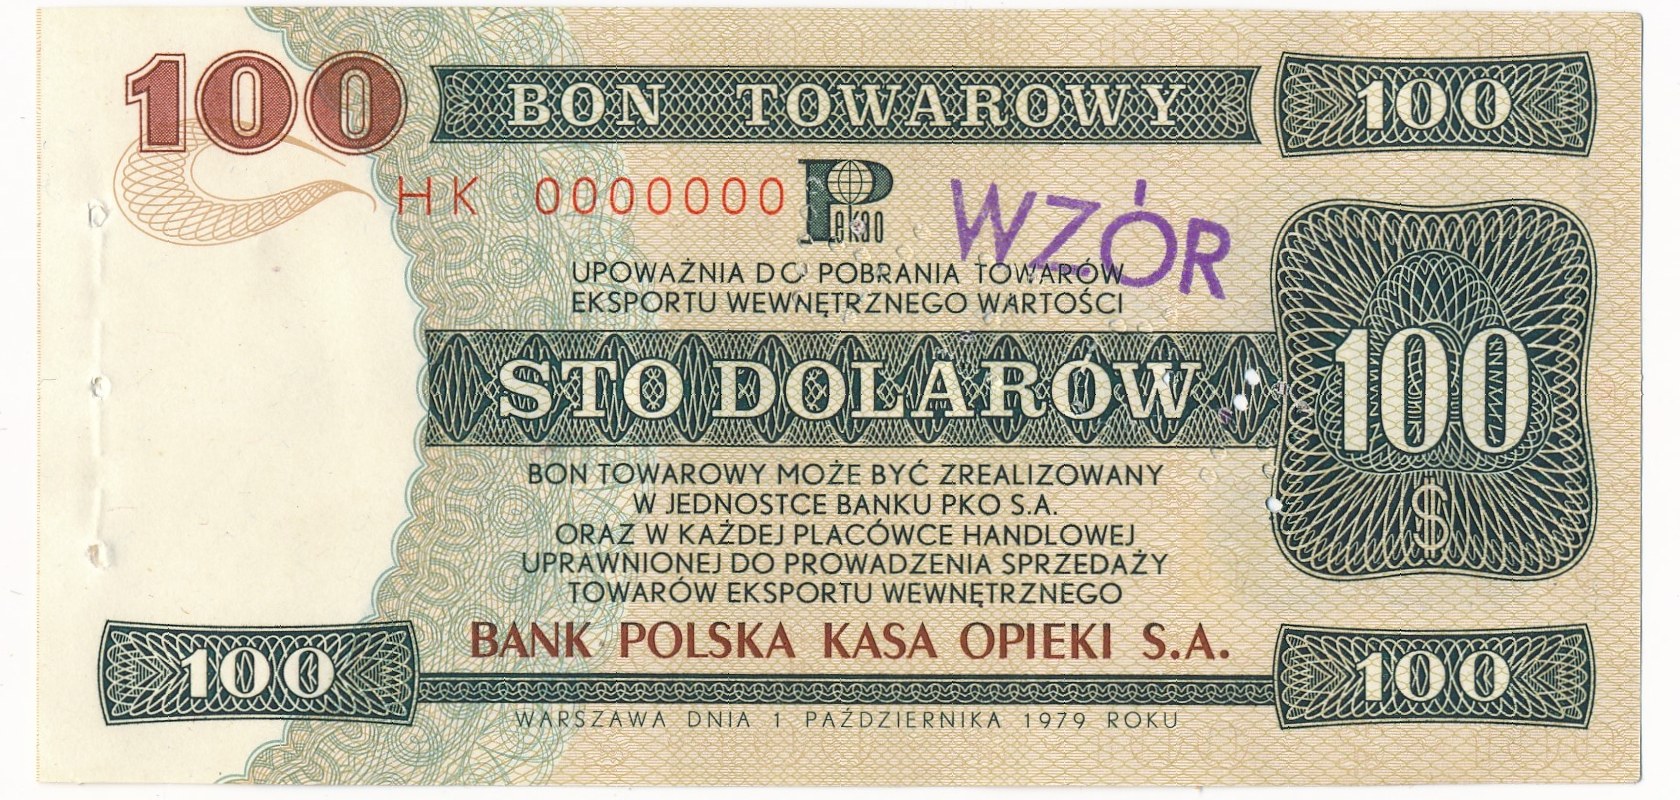 100
BON TOWAROWY
100
HK 0000000
Pekao
WZÓR
UPOWAŻNIA DO POBRANIA TOWARÓW
EKSPORTU WEWNĘTRZNEGO WARTOŚCI
STO DOLARÓW
100
$
BON TOWAROWY MOŻE BYĆ ZREALIZOWANY
W JEDNOSTCE BANKU PKO S.A.
ORAZ W KAŻDEJ PLACÓWCE HANDLOWEJ
UPRAWNIONEJ DO PROWADZENIA SPRZEDAŻY
TOWARÓW EKSPORTU WEWNĘTRZNEGO
BANK POLSKA KASA OPIEKI S.A.
100
100
WARSZAWA DNIA 1 PAŹDZIERNIKA 1979 ROKU